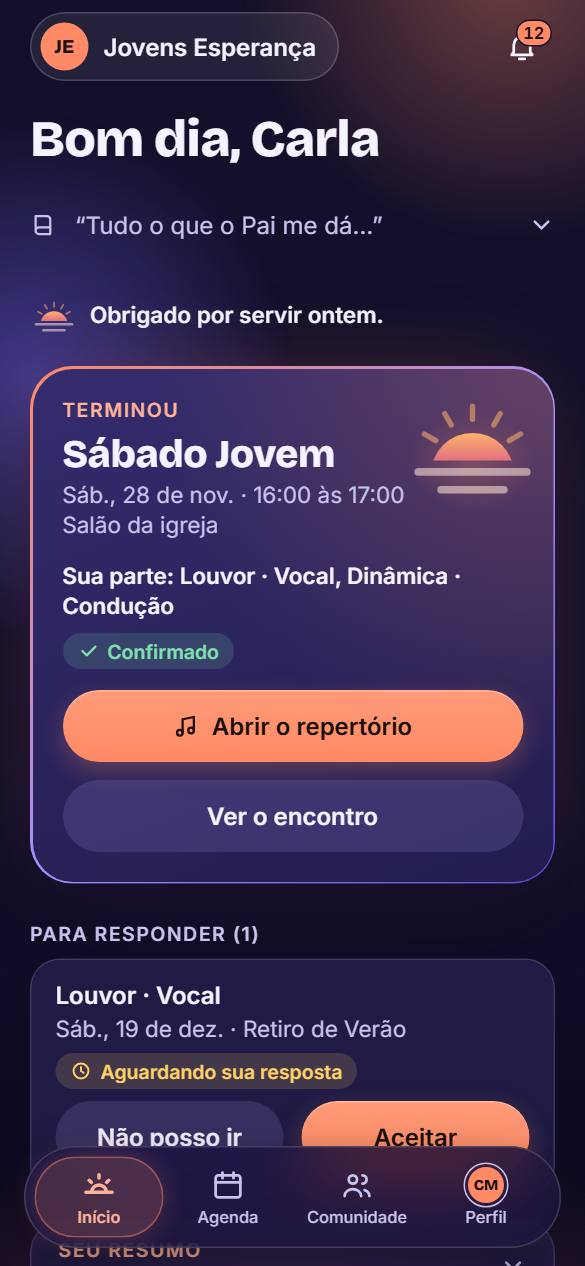 JE Jovens Esperança
12
Bom dia, Carla
“Tudo o que o Pai me dá...”
Obrigado por servir ontem.
TERMINOU
Sábado Jovem
Sáb., 28 de nov. · 16:00 às 17:00
Salão da igreja
Sua parte: Louvor · Vocal, Dinâmica ·
Condução
Confirmado
Abrir o repertório
Ver o encontro
PARA RESPONDER (1)
Louvor · Vocal
Sáb., 19 de dez. · Retiro de Verão
Aguardando sua resposta
Não posso ir Aceitar
CM
Início Agenda Comunidade Perfil
SEU RESUMO